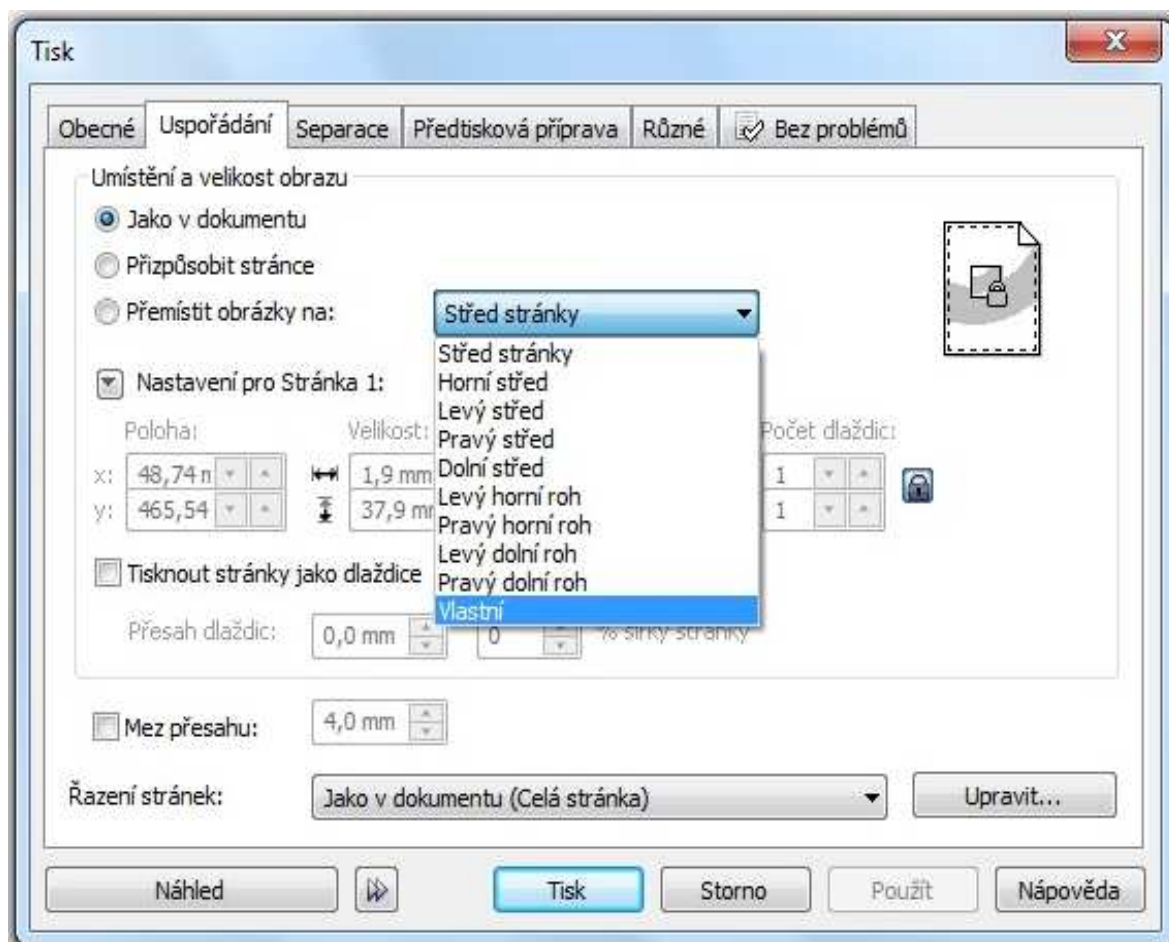 Tisk
Obecné Uspořádání Separace Předtisková příprava Různé Bez problémů
Umístění a velikost obrazu
Jako v dokumentu
Přizpůsobit stránce
Přemístit obrázky na: Střed stránky
Střed stránky
Horní střed
Levý střed
Pravý střed
Dolní střed
Levý horní roh
Pravý horní roh
Levý dolní roh
Pravý dolní roh
Vlastní
Nastavení pro Stránka 1:
Poloha: Velikost: Počet dlaždic:
x: 48,74 1,9 mm 1
y: 465,54 37,9 1
Tisknout stránky jako dlaždice
Přesah dlaždic: 0,0 mm 0 % šířky stránky
Mez přesahu: 4,0 mm
Řazení stránek: Jako v dokumentu (Celá stránka) Upravit...
Náhled Tisk Storno Použít Nápověda